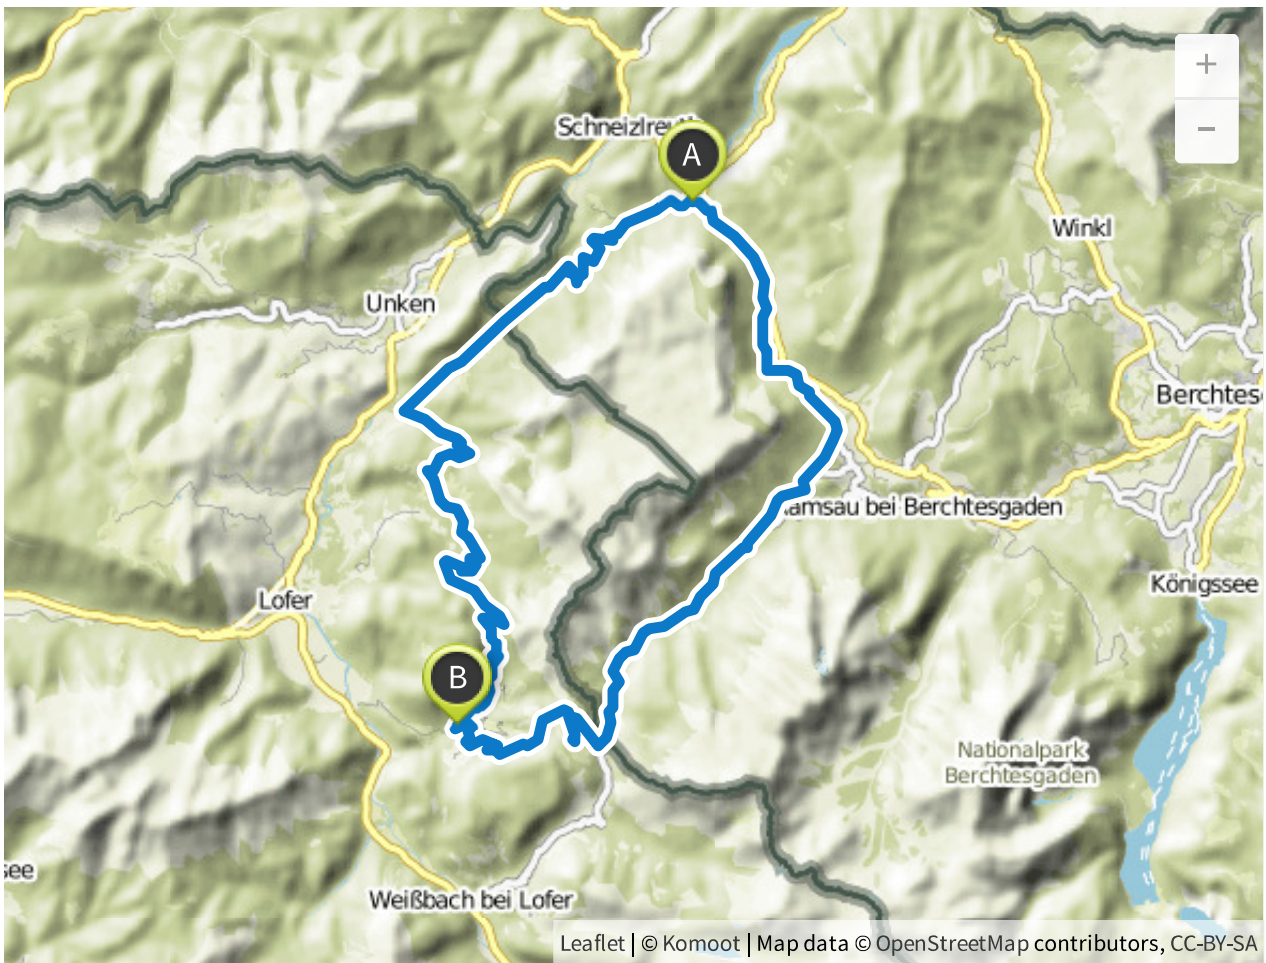 +
Schneizlreuth
A
−
Winkl
Unken
Berchtes
amsau bei Berchtesgaden
Königssee
Lofer
B
Nationalpark
Berchtesgaden
see
Weißbach bei Lofer
Leaflet | © Komoot | Map data © OpenStreetMap contributors, CC-BY-SA